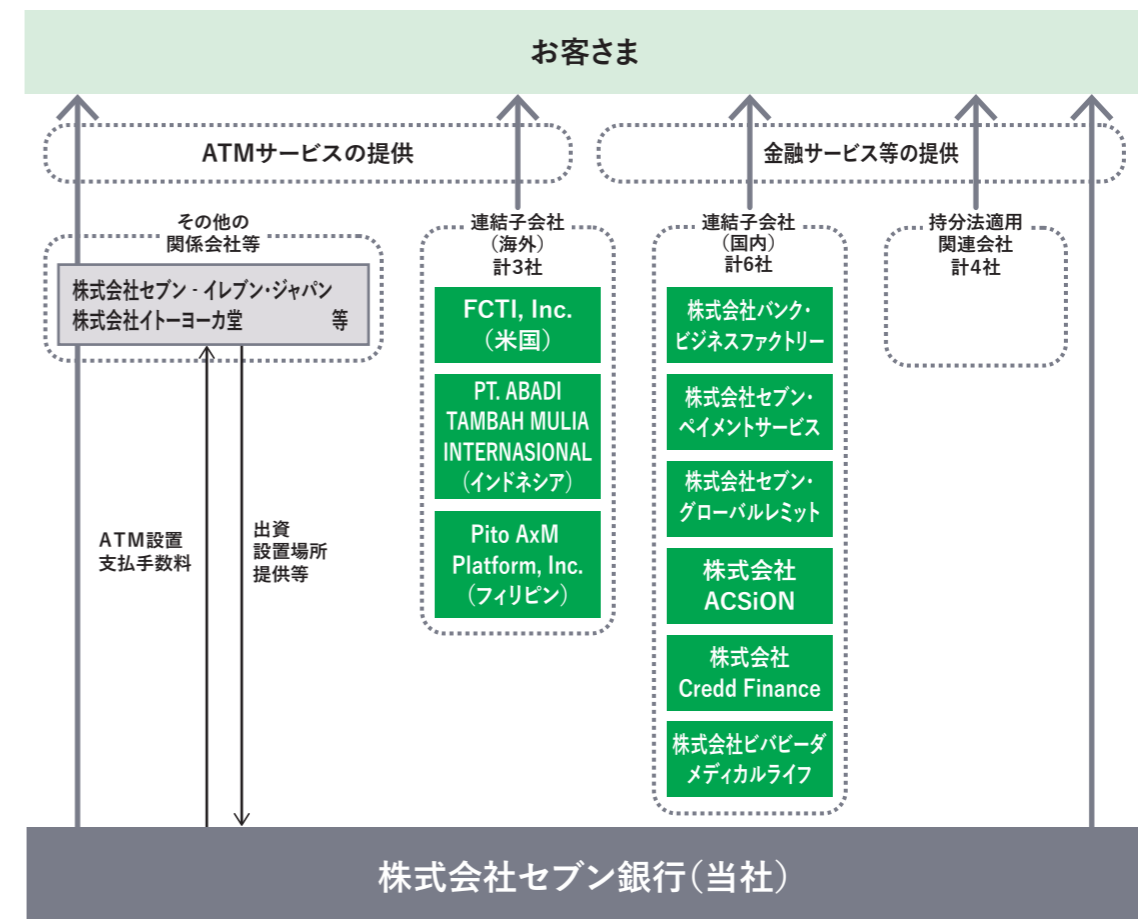 お客さま
ATMサービスの提供
金融サービス等の提供
その他の
関係会社等
株式会社セブン‐イレブン・ジャパン
株式会社イトーヨーカ堂 等
ATM設置
支払手数料
出資
設置場所
提供等
連結子会社
（海外）
計3社
FCTI, Inc.
（米国）
PT. ABADI
TAMBAH MULIA
INTERNASIONAL
（インドネシア）
Pito AxM
Platform, Inc.
（フィリピン）
連結子会社
（国内）
計6社
株式会社バンク・
ビジネスファクトリー
株式会社セブン・
ペイメントサービス
株式会社セブン・
グローバルレミット
株式会社
ACSiON
株式会社
Credd Finance
株式会社ビバビーダ
メディカルライフ
持分法適用
関連会社
計4社
株式会社セブン銀行（当社）